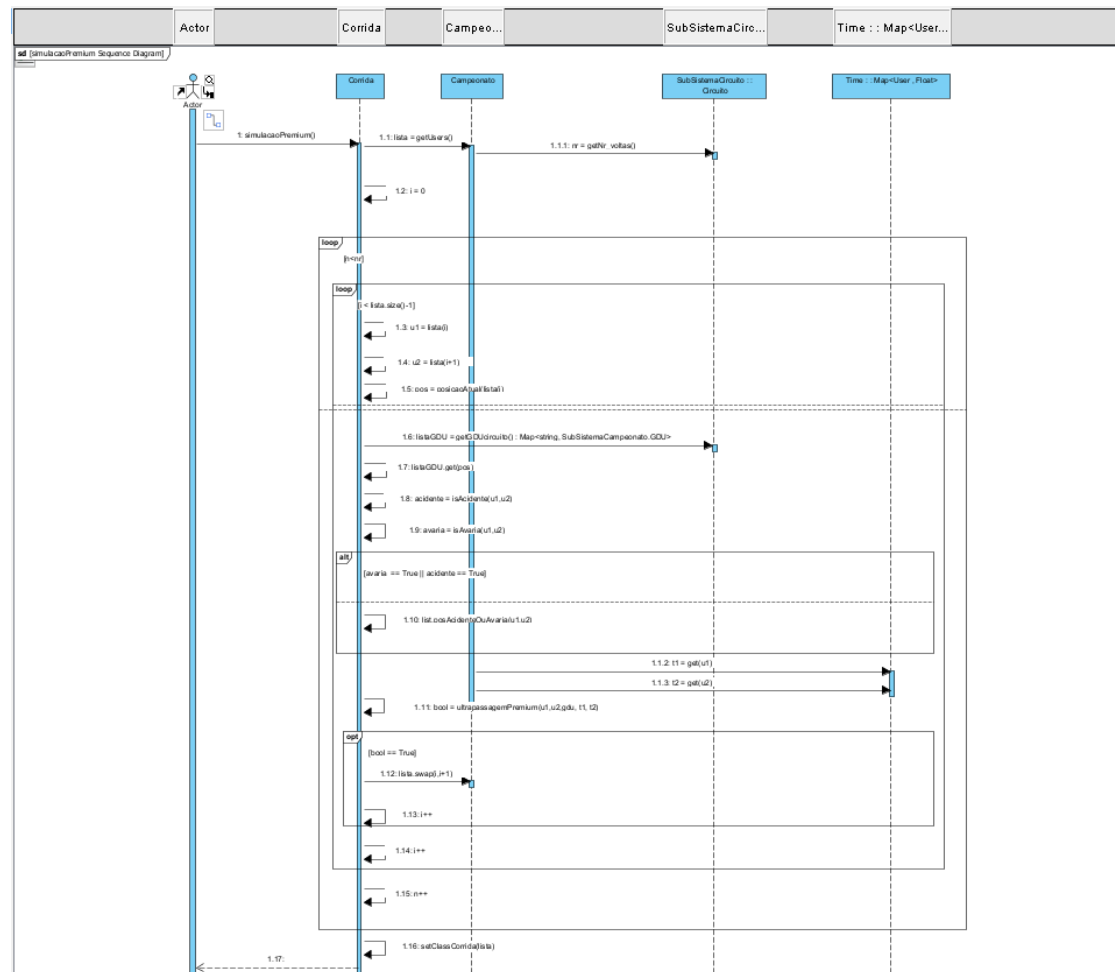 Actor
Corrida
Campeo...
SubSistemaCirc...
Time : : Map<User...
sd [simulacaoPremium Sequence Diagram]
Actor
Corrida
Campeonato
SubSistemaCircuito ::
Circuito
Time : : Map<User , Float>
1: simulacaoPremium()
1.1: lista = getUsers()
1.1.1: nr = getNr_voltas()
1.2: i = 0
loop
[n<nr]
loop
[i < lista.size()-1]
1.3: u1 = lista(i)
1.4: u2 = lista(i+1)
1.5: pos = posicaoAtual(lista(i))
1.6: listaGDU = getGDUcircuito() : Map<string, SubSistemaCampeonato.GDU>
1.7: listaGDU.get(pos)
1.8: acidente = isAcidente(u1,u2)
1.9: avaria = isAvaria(u1,u2)
alt
[avaria == True || acidente == True]
1.10: list.posAcidenteOuAvaria(u1.u2)
1.1.2: t1 = get(u1)
1.1.3: t2 = get(u2)
1.11: bool = ultrapassagemPremium(u1,u2,gdu, t1, t2)
opt
[bool == True]
1.12: lista.swap(i,i+1)
1.13: i++
1.14: i++
1.15: n++
1.16: setClassCorrida(lista)
1.17: